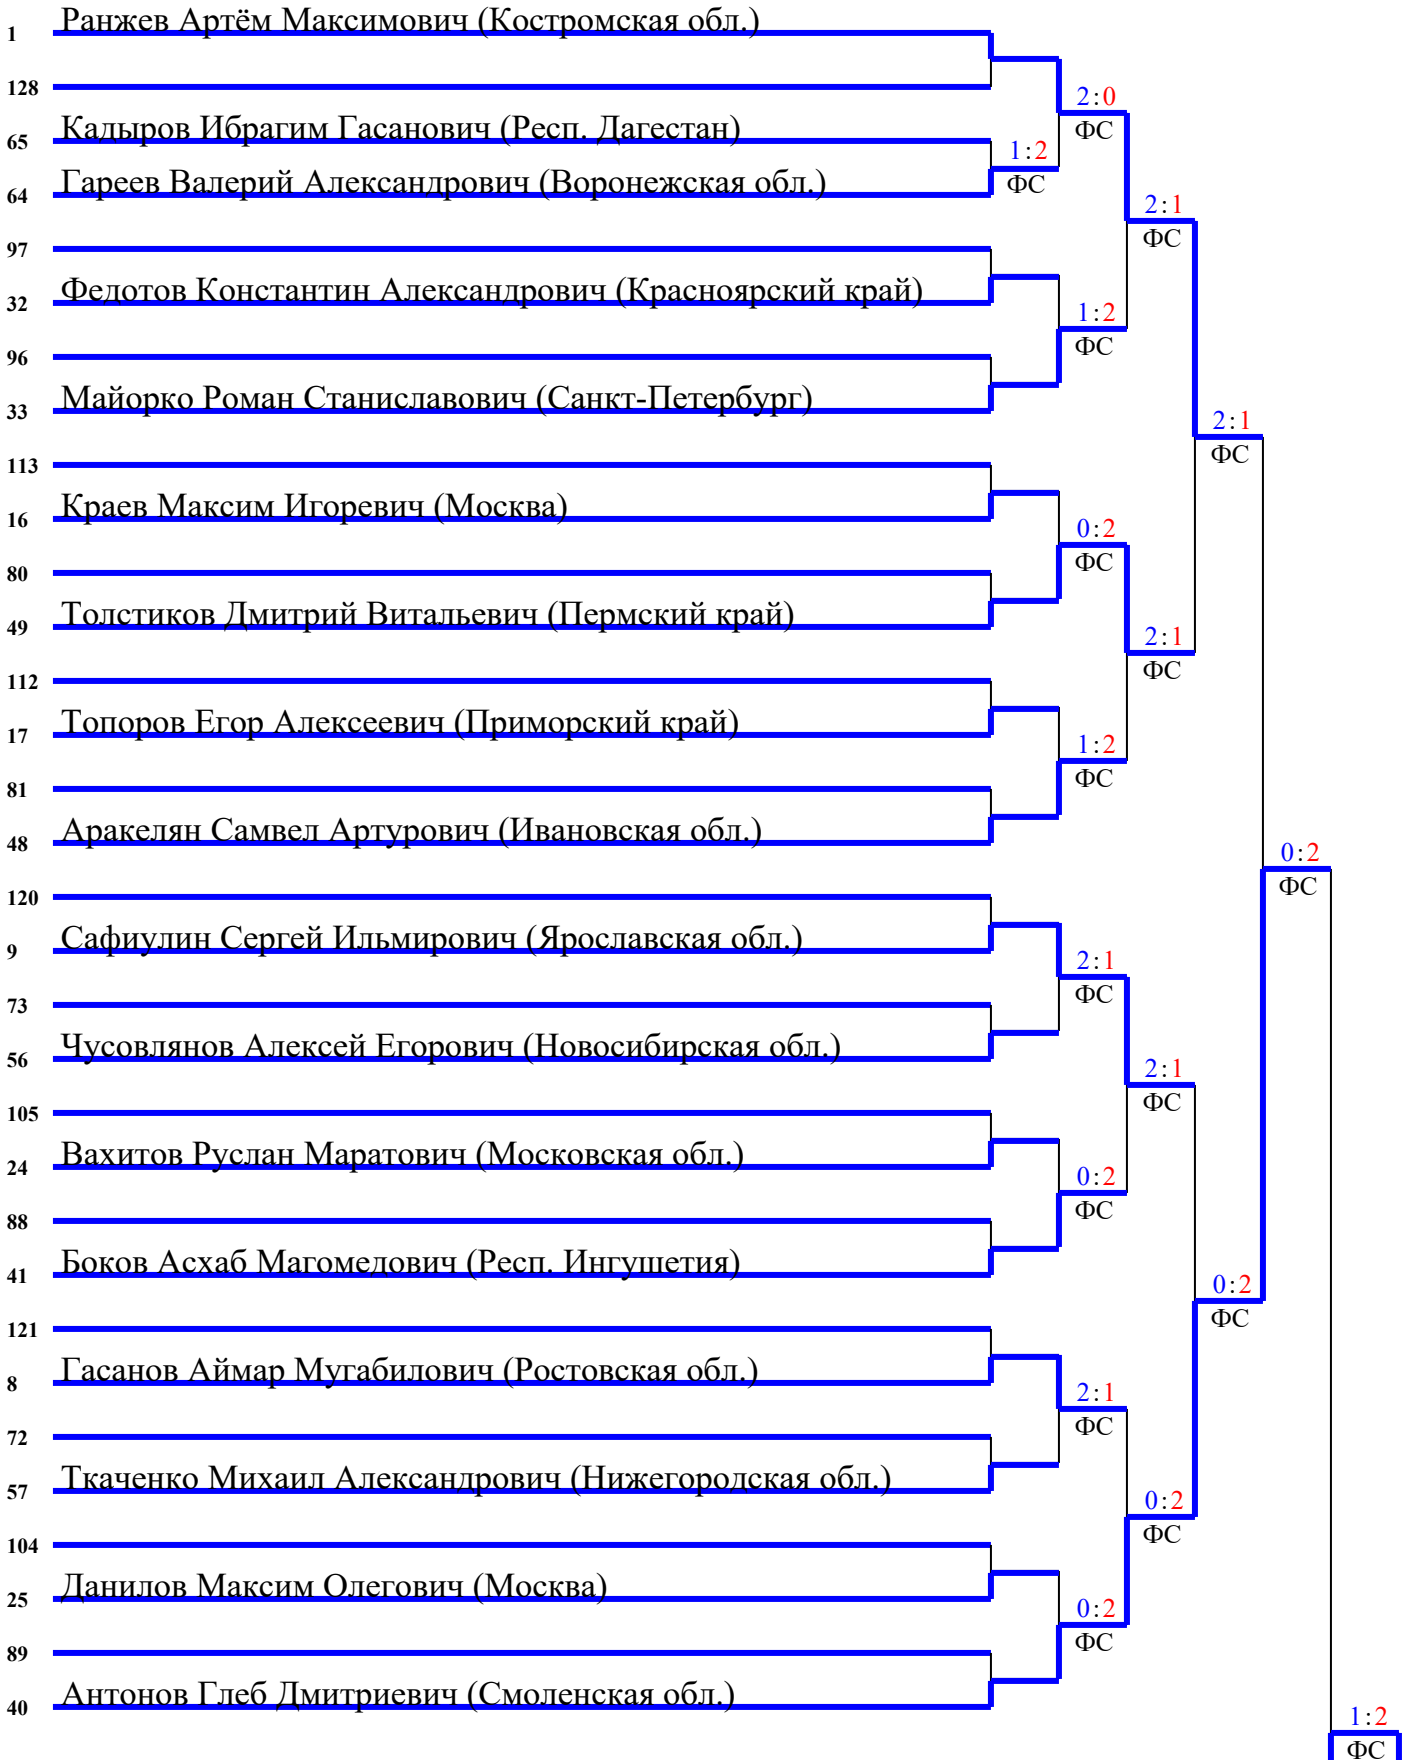 1 Ранжев Артём Максимович (Костромская обл.)
128
2:0
ФС
65 Кадыров Ибрагим Гасанович (Респ. Дагестан)
1:2
ФС
64 Гареев Валерий Александрович (Воронежская обл.)
2:1
ФС
97
32 Федотов Константин Александрович (Красноярский край)
1:2
ФС
96
33 Майорко Роман Станиславович (Санкт-Петербург)
2:1
ФС
113
16 Краев Максим Игоревич (Москва)
0:2
ФС
80
49 Толстиков Дмитрий Витальевич (Пермский край)
2:1
ФС
112
17 Топоров Егор Алексеевич (Приморский край)
1:2
ФС
81
48 Аракелян Самвел Артурович (Ивановская обл.)
0:2
ФС
120
9 Сафиулин Сергей Ильмирович (Ярославская обл.)
2:1
ФС
73
56 Чусовлянов Алексей Егорович (Новосибирская обл.)
2:1
ФС
105
24 Вахитов Руслан Маратович (Московская обл.)
0:2
ФС
88
41 Боков Асхаб Магомедович (Респ. Ингушетия)
0:2
ФС
121
8 Гасанов Аймар Мугабилович (Ростовская обл.)
2:1
ФС
72
57 Ткаченко Михаил Александрович (Нижегородская обл.)
0:2
ФС
104
25 Данилов Максим Олегович (Москва)
0:2
ФС
89
40 Антонов Глеб Дмитриевич (Смоленская обл.)
1:2
ФС